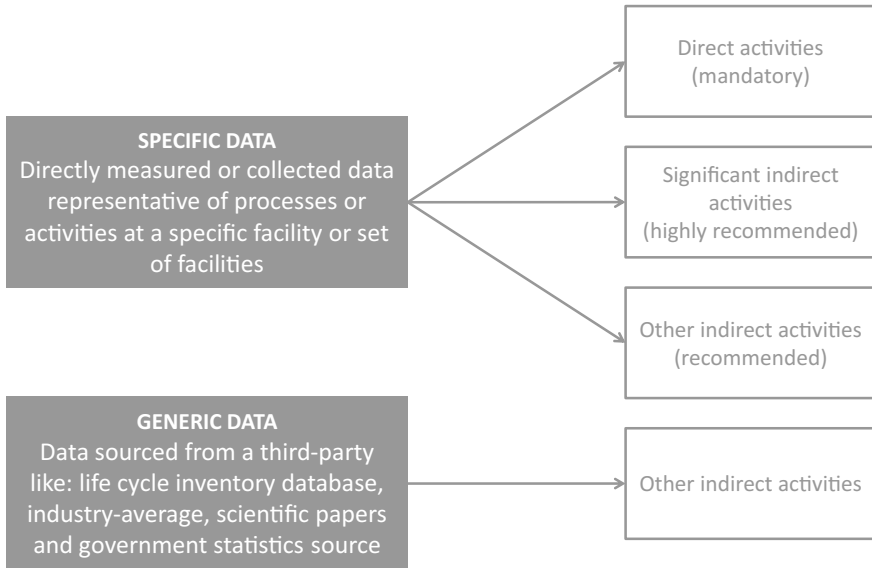 Direct activities
(mandatory)
SPECIFIC DATA
Directly measured or collected data
representative of processes or
activities at a specific facility or set
of facilities
Significant indirect
activities
(highly recommended)
Other indirect activities
(recommended)
GENERIC DATA
Data sourced from a third-party
like: life cycle inventory database,
industry-average, scientific papers
and government statistics source
Other indirect activities